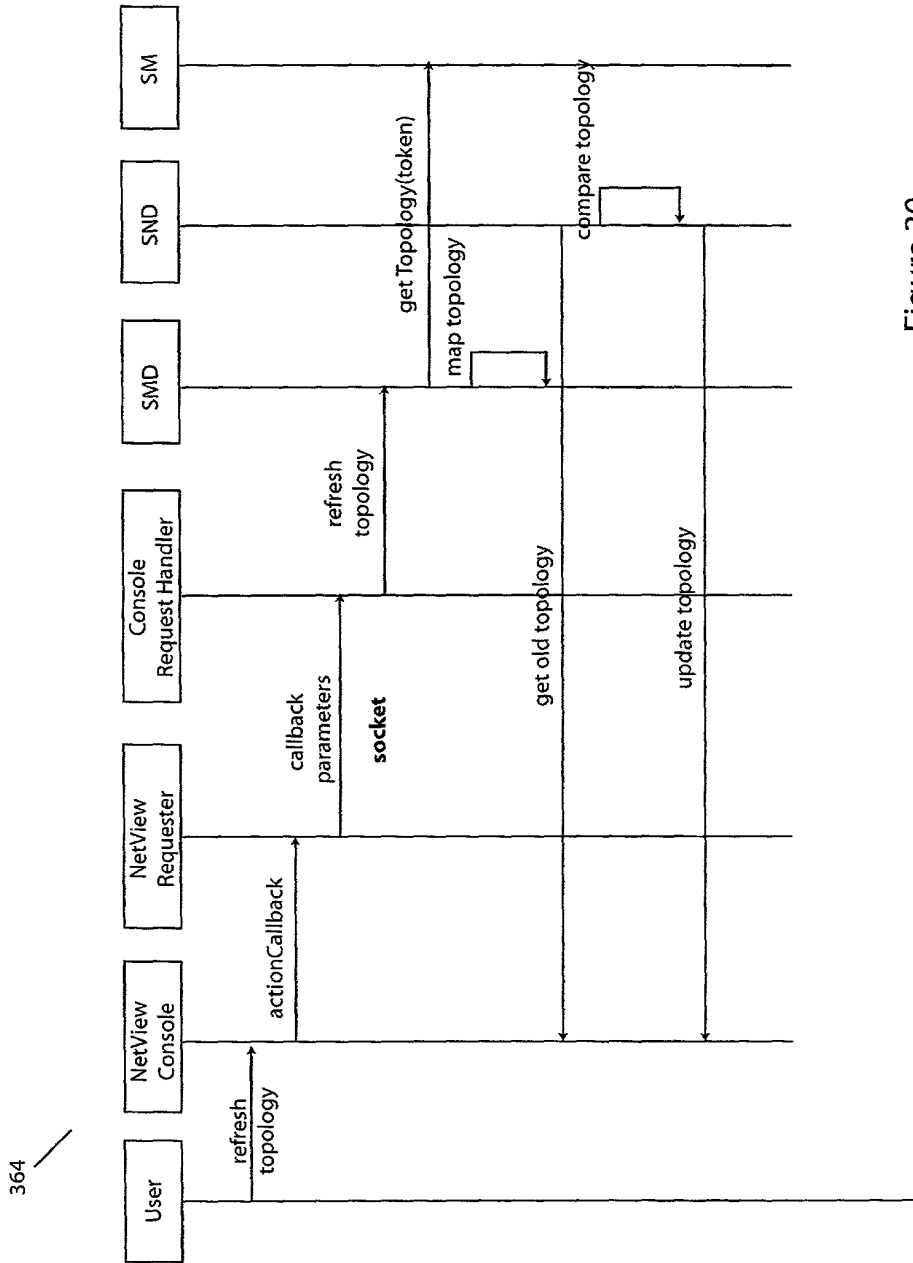 364
User
NetView
Console
NetView
Requester
Console
Request Handler
SMD
SND
SM
refresh
topology
actionCallback
callback
parameters
socket
refresh
topology
get Topology(token)
map topology
get old topology
compare topology
update topology
Figure